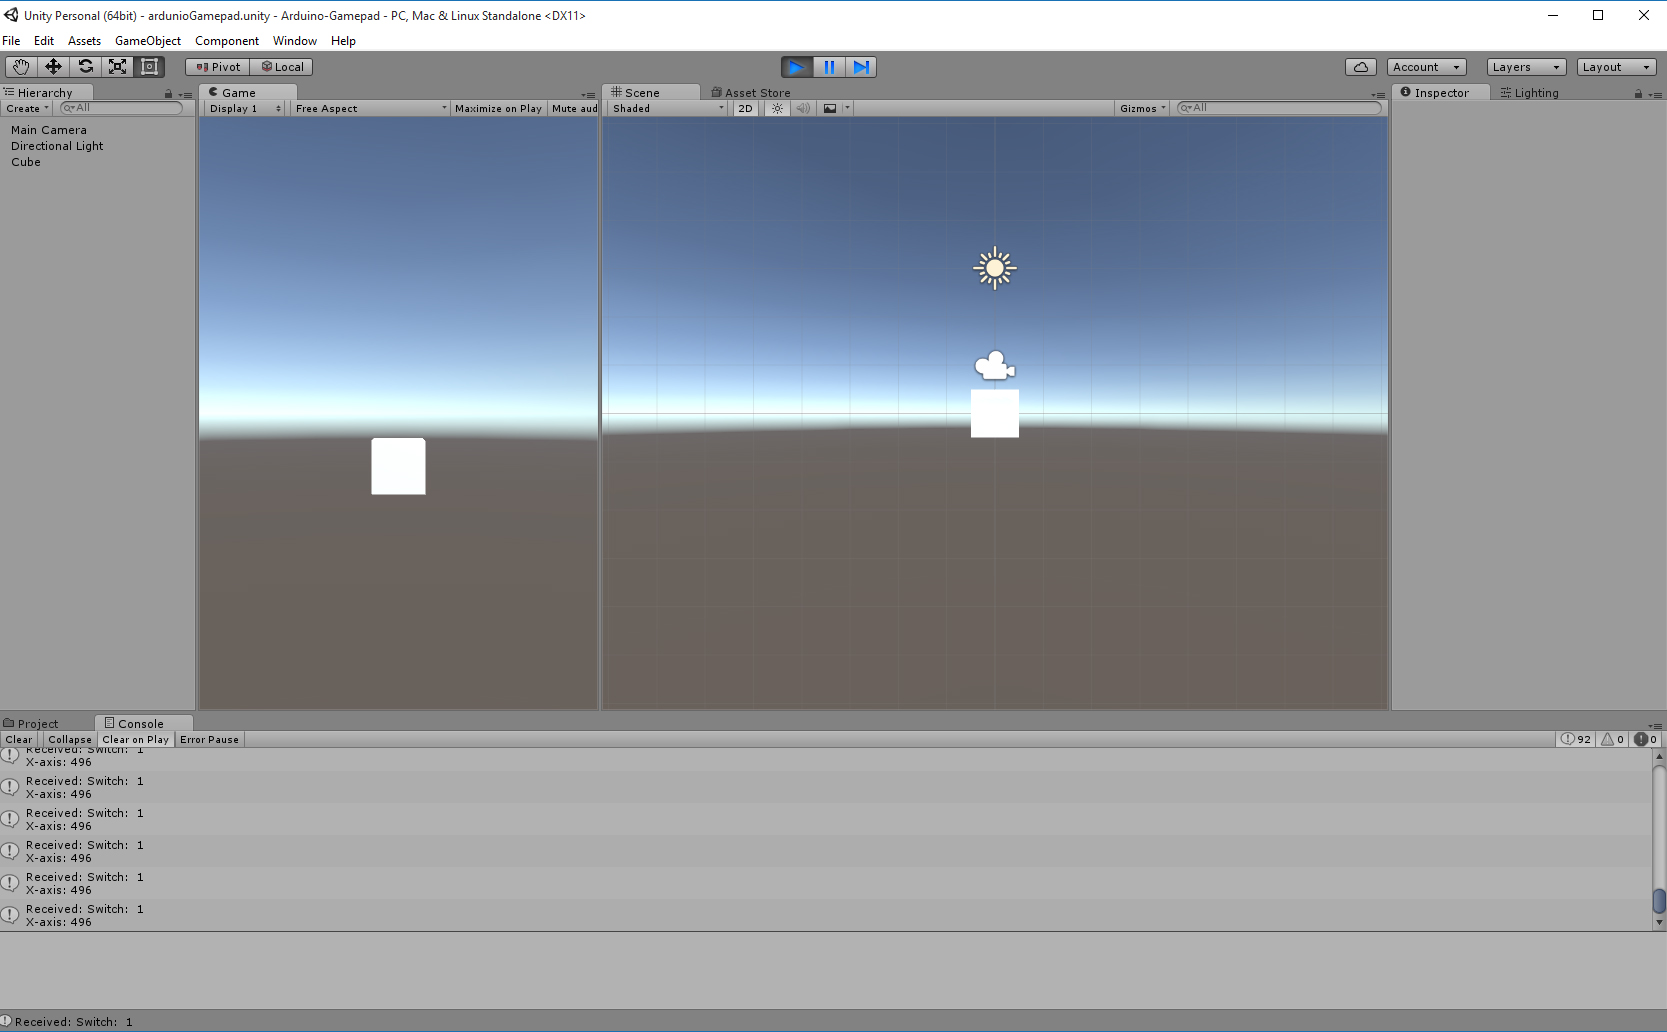 Unity Personal (64bit) - ardunioGamepad.unity - Arduino-Gamepad - PC, Mac & Linux Standalone <DX11>
File Edit Assets GameObject Component Window Help
Pivot Local Account Layers Layout
Hierarchy Game Scene Asset Store Inspector Lighting
Create All Display 1 Free Aspect Maximize on Play Mute aud Shaded 2D Gizmos All
Main Camera
Directional Light
Cube
Project Console
Clear Collapse Clear on Play Error Pause 92 0 0
Received: Switch: 1
X-axis: 496
Received: Switch: 1
X-axis: 496
Received: Switch: 1
X-axis: 496
Received: Switch: 1
X-axis: 496
Received: Switch: 1
X-axis: 496
Received: Switch: 1
X-axis: 496
Received: Switch: 1